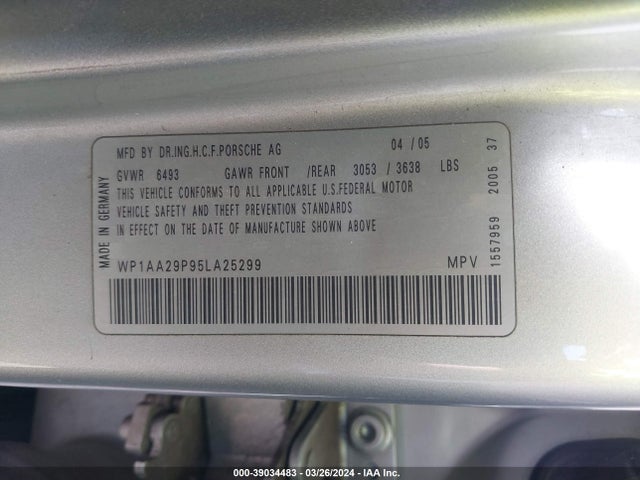 MFD BY DR.ING.H.C.F.PORSCHE AG 04 / 05
GVWR 6493 GAWR FRONT /REAR 3053 / 3638 LBS
THIS VEHICLE CONFORMS TO ALL APPLICABLE U.S.FEDERAL MOTOR
VEHICLE SAFETY AND THEFT PREVENTION STANDARDS
IN EFFECT ON THE DATE OF MANUFACTURE SHOWN ABOVE
WP1AA29P95LA25299 MPV
MADE IN GERMANY
1557959 2005 37
000-39034483 - 03/26/2024 - IAA Inc.